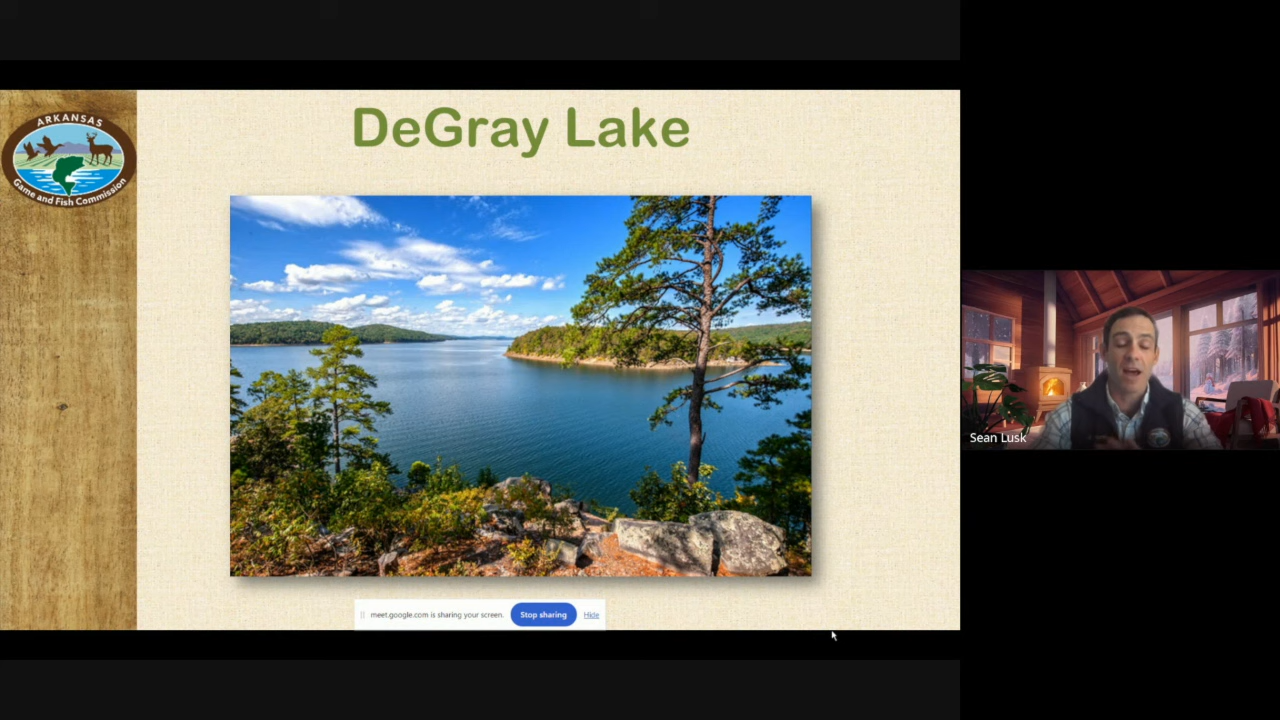 DeGray Lake
ARKANSAS
Game and Fish Commission
Sean Lusk
meet.google.com is sharing your screen.
Stop sharing
Hide